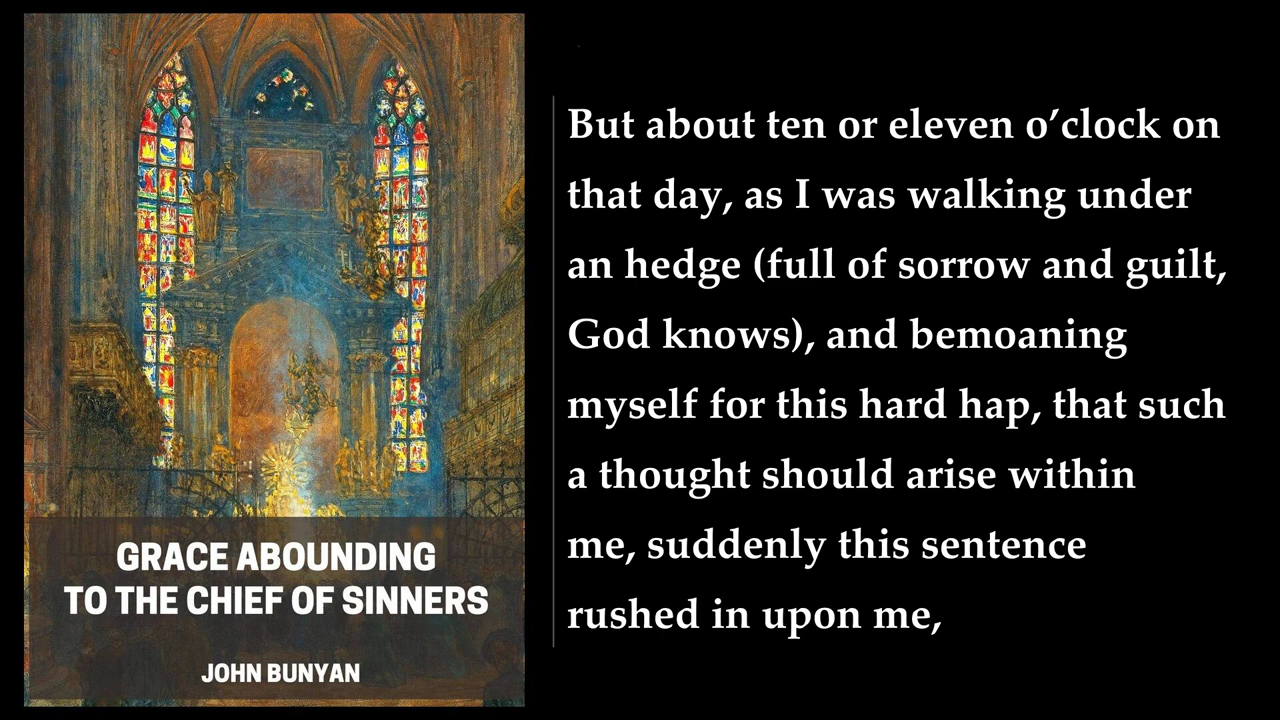 GRACE ABOUNDING
TO THE CHIEF OF SINNERS
JOHN BUNYAN
But about ten or eleven o’clock on
that day, as I was walking under
an hedge (full of sorrow and guilt,
God knows), and bemoaning
myself for this hard hap, that such
a thought should arise within
me, suddenly this sentence
rushed in upon me,